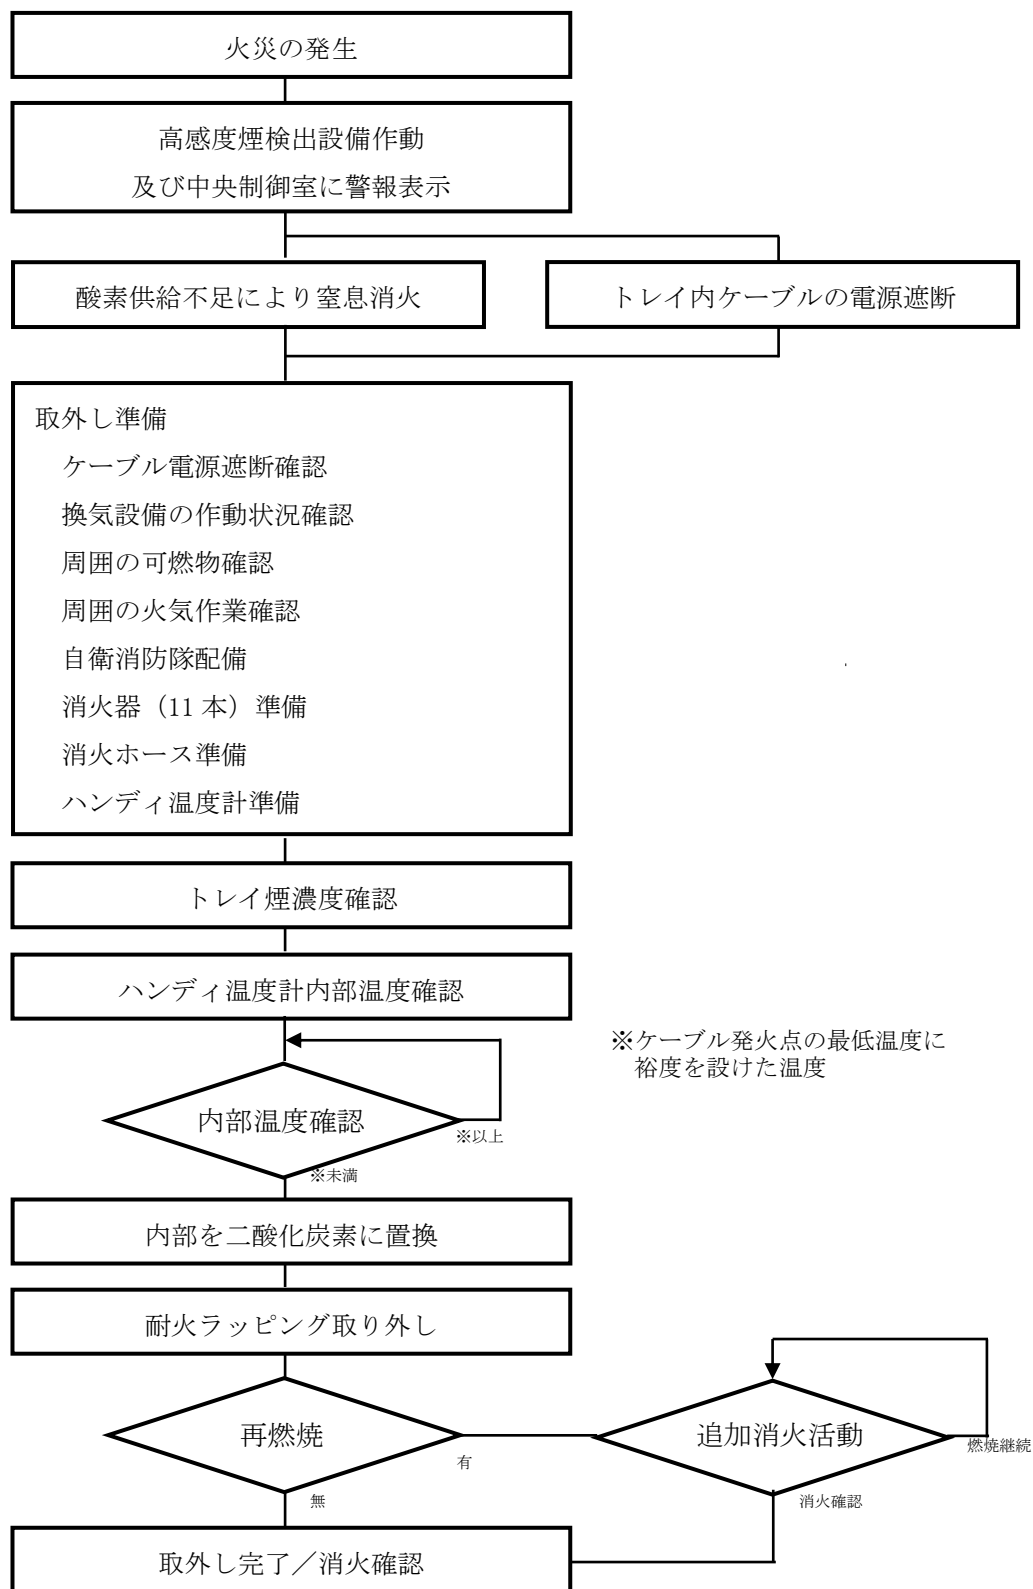 火災の発生
高感度煙検出設備作動
及び中央制御室に警報表示
酸素供給不足により窒息消火
トレイ内ケーブルの電源遮断
取外し準備
ケーブル電源遮断確認
換気設備の作動状況確認
周囲の可燃物確認
周囲の火気作業確認
自衛消防隊配備
消火器（11 本）準備
消火ホース準備
ハンディ温度計準備
トレイ煙濃度確認
ハンディ温度計内部温度確認
※ケーブル発火点の最低温度に
裕度を設けた温度
内部温度確認
※以上
※未満
内部を二酸化炭素に置換
耐火ラッピング取り外し
再燃焼
有
無
追加消火活動
燃焼継続
消火確認
取外し完了／消火確認